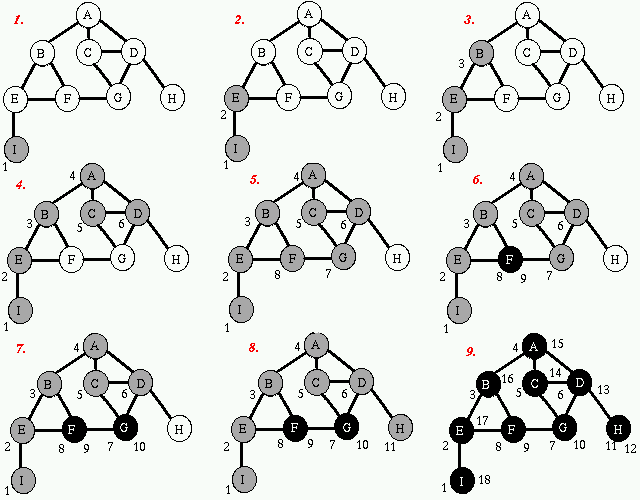 1.
A
B C D
E F G H
I
1
2.
A
B C D
E F G H
2
I
1
3.
A
B C D
3
E F G H
2
I
1
4.
4 A
B C D
3 5 6
E F G H
2
I
1
5.
4 A
B C D
3 5 6
E F G H
2 8 7
I
1
6.
4 A
B C D
3 5 6
E F G H
2 8 9 7
I
1
7.
4 A
B C D
3 5 6
E F G H
2 8 9 7 10
I
1
8.
4 A
B C D
3 5 6
E F G H
2 8 9 7 10 11
I
1
9.
4 A 15
B 16 C 14 D 13
3 5 6
E 17 F G H
2 8 9 7 10 11 12
I 18
1